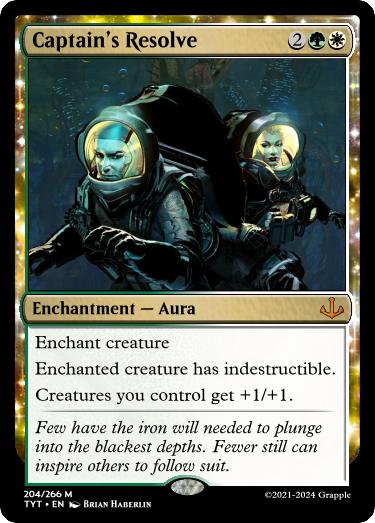 Captain's Resolve 2
Enchantment — Aura
Enchant creature
Enchanted creature has indestructible.
Creatures you control get +1/+1.
Few have the iron will needed to plunge
into the blackest depths. Fewer still can
inspire others to follow suit.
204/266 M
TYT • EN Brian Haberlin
©2021-2024 Grapple